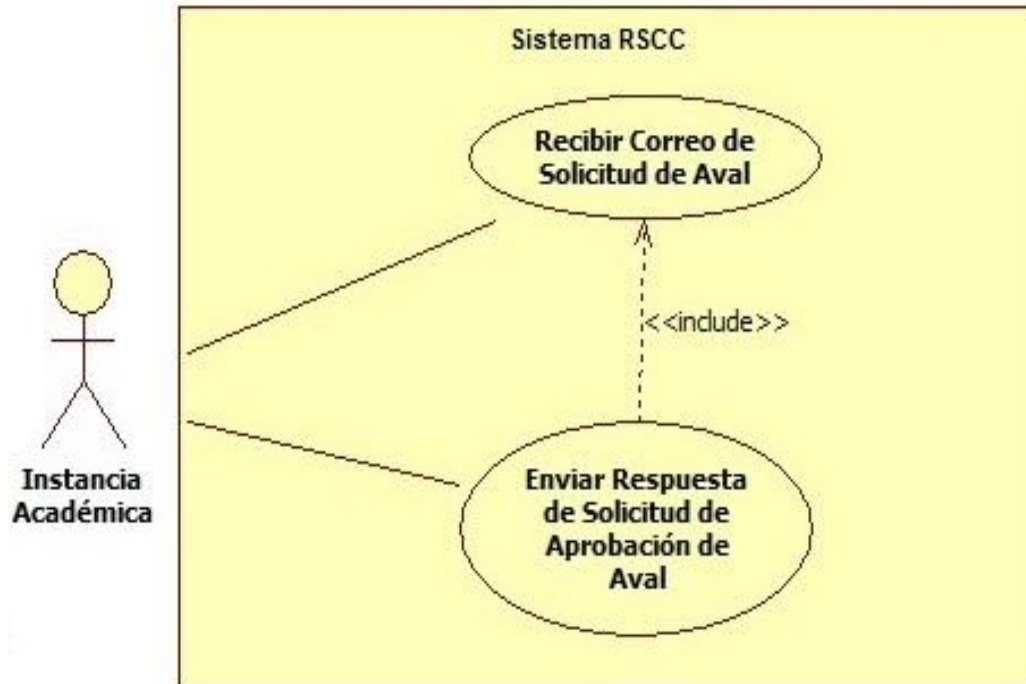 Sistema RSCC
Recibir Correo de
Solicitud de Aval
<<include>>
Instancia
Académica
Enviar Respuesta
de Solicitud de
Aprobación de
Aval